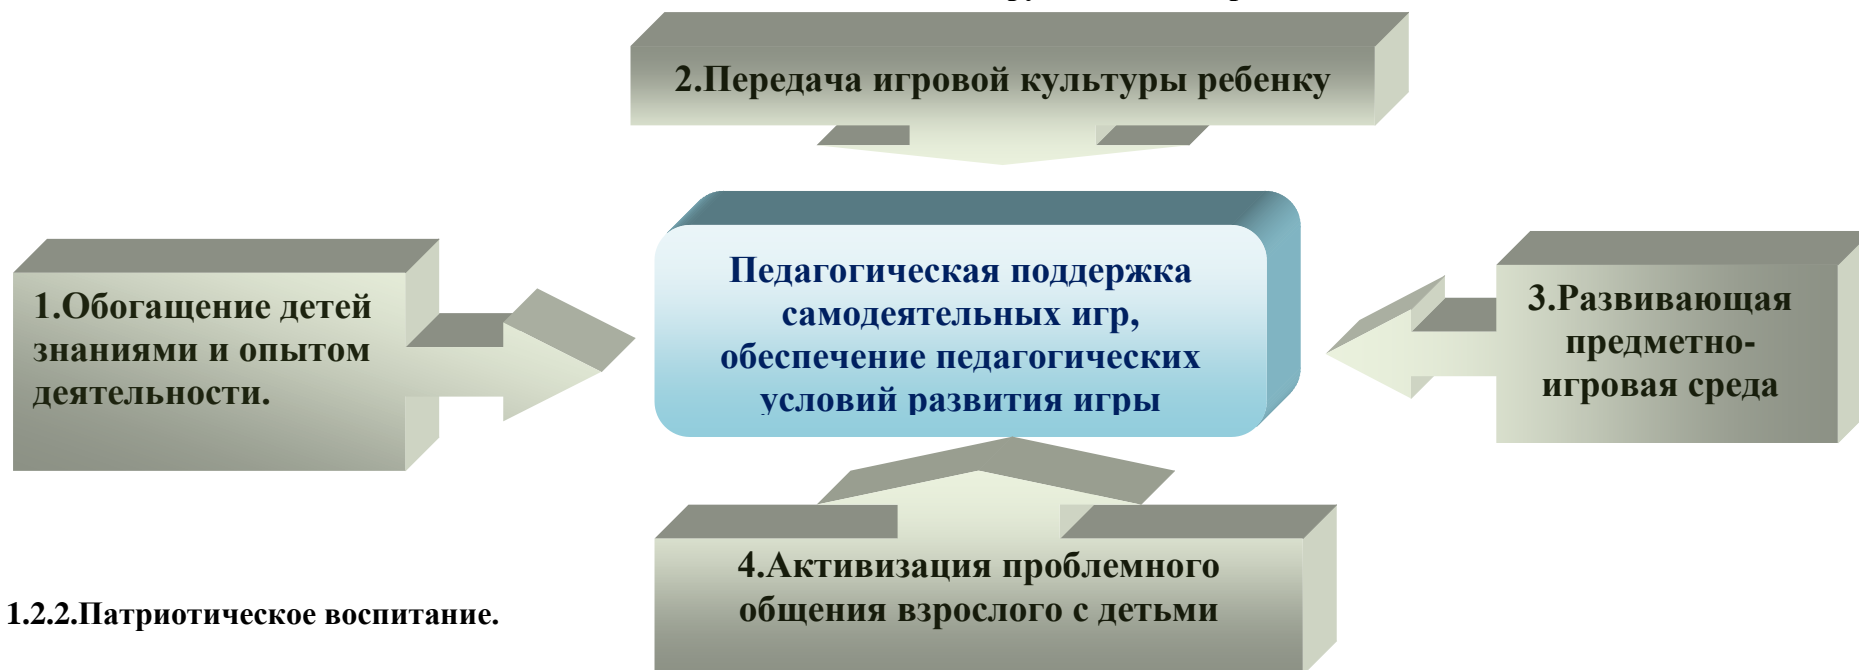 2.Передача игровой культуры ребенку
Педагогическая поддержка
самодеятельных игр,
обеспечение педагогических
условий развития игры
1.Обогащение детей
знаниями и опытом
деятельности.
3.Развивающая
предметно-
игровая среда
4.Активизация проблемного
общения взрослого с детьми
1.2.2.Патриотическое воспитание.